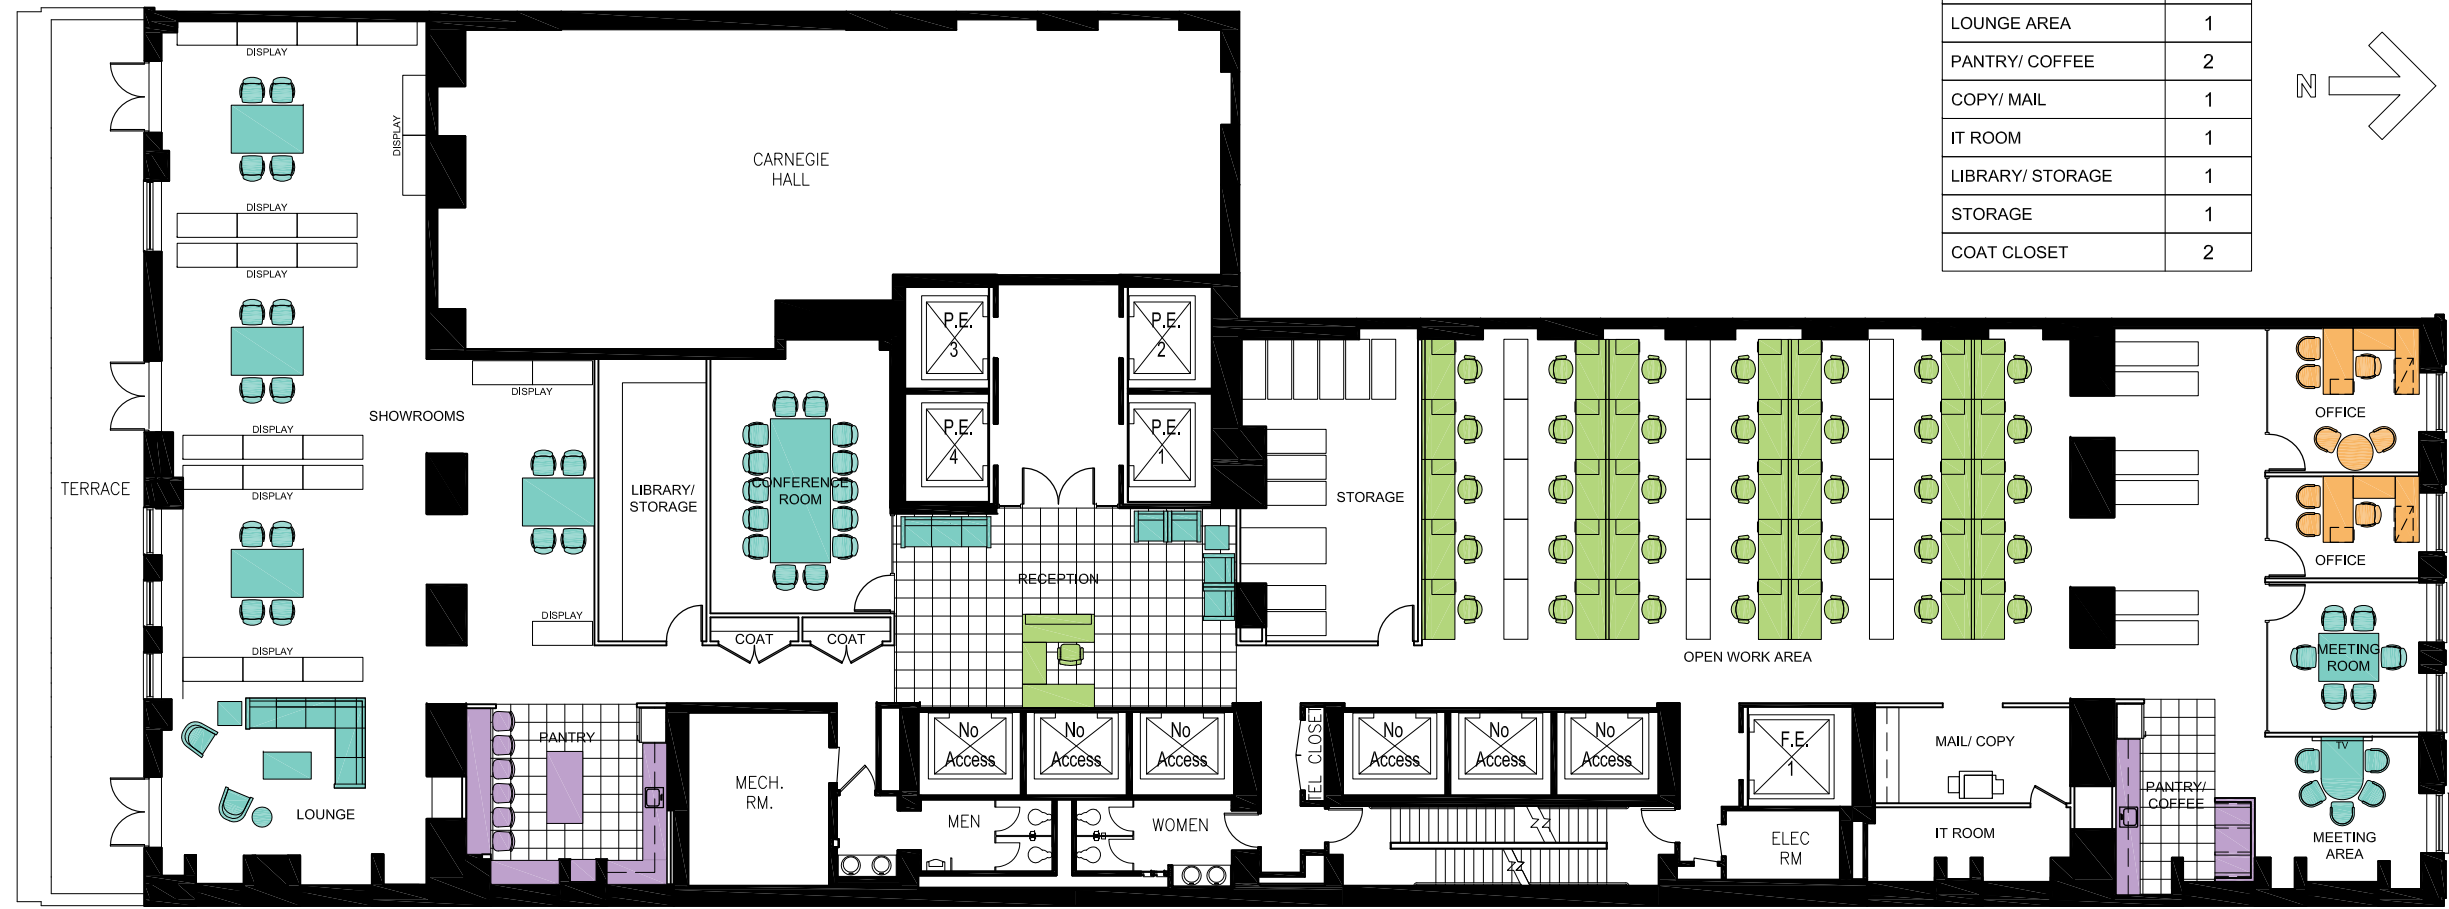 LOUNGE AREA 1
PANTRY/ COFFEE 2
COPY/ MAIL 1
IT ROOM 1
LIBRARY/ STORAGE 1
STORAGE 1
COAT CLOSET 2
N
DISPLAY
DISPLAY
CARNEGIE
HALL
DISPLAY
DISPLAY
P.E.
3
P.E.
2
DISPLAY
SHOWROOMS
OFFICE
DISPLAY
P.E.
4
P.E.
1
TERRACE
LIBRARY/
STORAGE
CONFERENCE
ROOM
STORAGE
DISPLAY
OFFICE
RECEPTION
DISPLAY
COAT
COAT
DISPLAY
OPEN WORK AREA
MEETING
ROOM
PANTRY
No
Access
No
Access
No
Access
TEL CLOSET
No
Access
No
Access
No
Access
F.E.
1
MAIL/ COPY
TV
MECH.
RM.
PANTRY/
COFFEE
LOUNGE
MEN
WOMEN
ZZ
ELEC
RM
IT ROOM
MEETING
AREA
ZZ